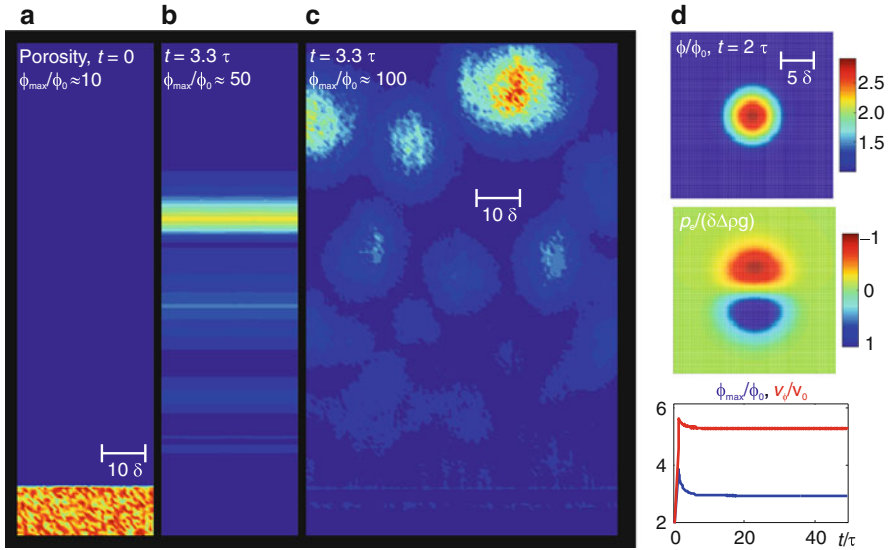 a
Porosity, t = 0
ϕmax/ϕ0≈10
10 δ
b
t = 3.3 τ
ϕmax/ϕ0≈ 50
c
t = 3.3 τ
ϕmax/ϕ0≈ 100
10 δ
d
ϕ/ϕ0, t = 2 τ
5 δ
2.5
2.0
1.5
pe/(δΔρg)
−1
0
1
ϕmax/ϕ0, vϕ/v0
6
4
2
0 20 40 t/τ